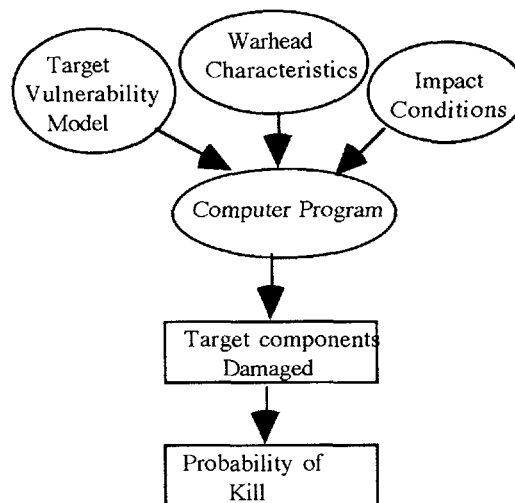 Target
Vulnerability
Model
Warhead
Characteristics
Impact
Conditions
Computer Program
Target components
Damaged
Probability of
Kill